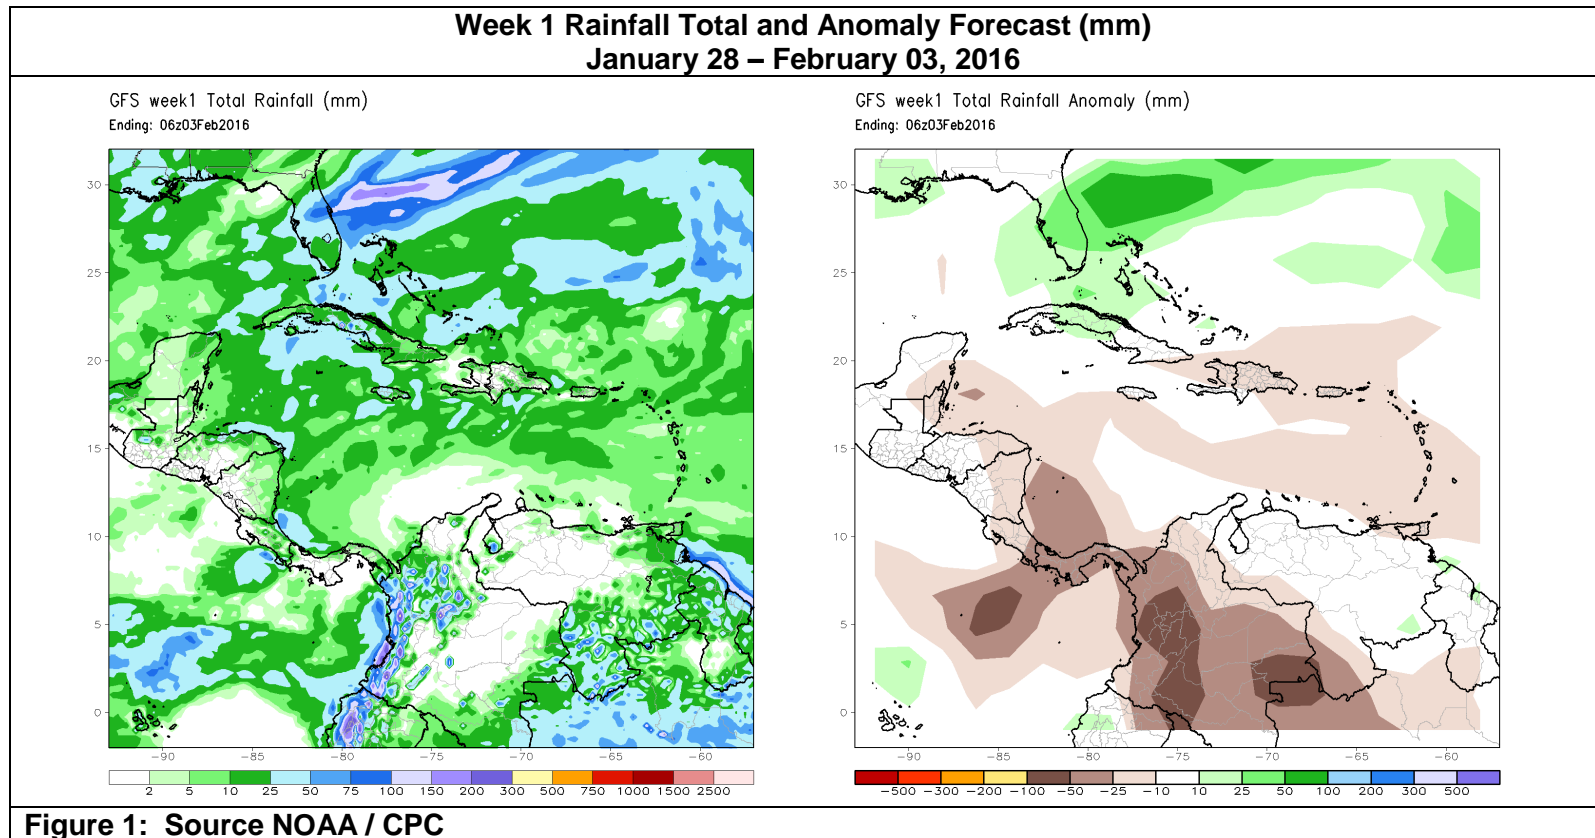 Week 1 Rainfall Total and Anomaly Forecast (mm)
January 28 – February 03, 2016
GFS week1 Total Rainfall (mm)
Ending: 06z03Feb2016
30
25
20
15
10
5
0
−90 −85 −80 −75 −70 −65 −60
2 5 10 25 50 75 100 150 200 300 500 750 1000 1500 2500
GFS week1 Total Rainfall Anomaly (mm)
Ending: 06z03Feb2016
30
25
20
15
10
5
0
−90 −85 −80 −75 −70 −65 −60
−500 −300 −200 −100 −50 −25 −10 10 25 50 100 200 300 500
Figure 1: Source NOAA / CPC